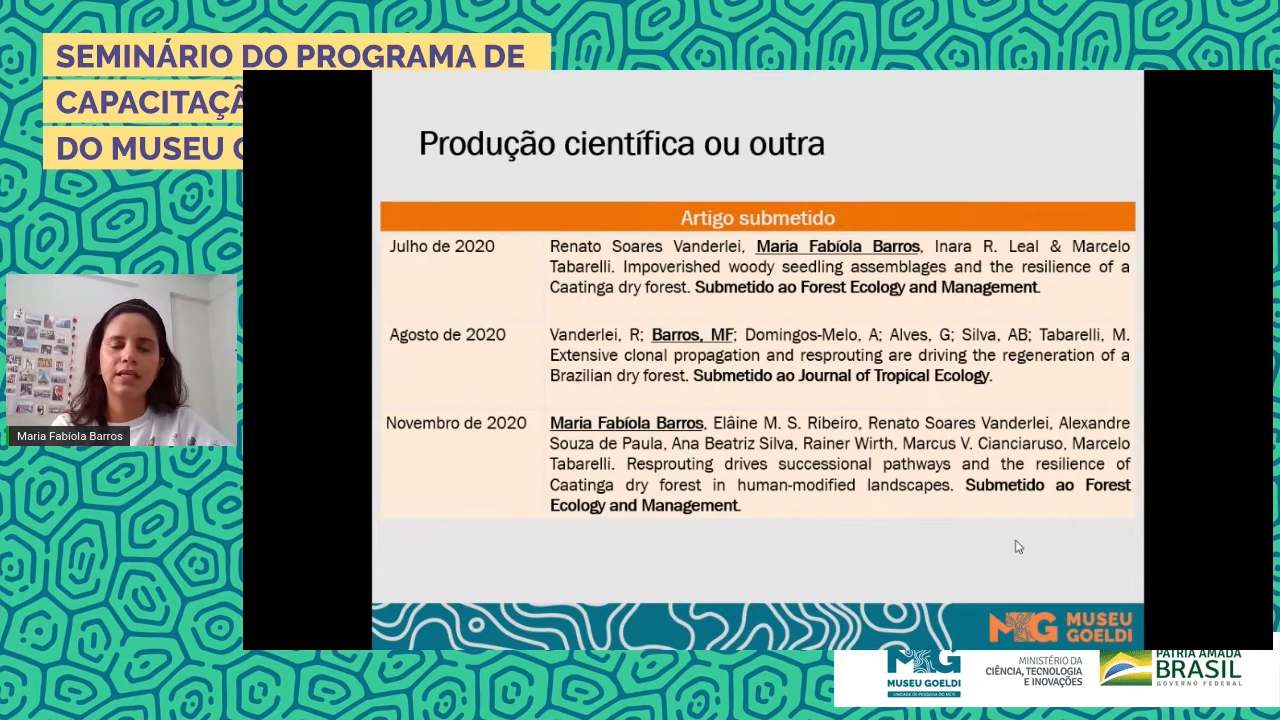 SEMINÁRIO DO PROGRAMA DE
CAPACITAÇÃ
DO MUSEU G
Produção científica ou outra
Artigo submetido
Julho de 2020
Renato Soares Vanderlei, Maria Fabíola Barros, Inara R. Leal & Marcelo
Tabarelli. Impoverished woody seedling assemblages and the resilience of a
Caatinga dry forest. Submetido ao Forest Ecology and Management.
Agosto de 2020
Vanderlei, R; Barros, MF; Domingos-Melo, A; Alves, G; Silva, AB; Tabarelli, M.
Extensive clonal propagation and resprouting are driving the regeneration of a
Brazilian dry forest. Submetido ao Journal of Tropical Ecology.
Novembro de 2020
Maria Fabíola Barros, Elâine M. S. Ribeiro, Renato Soares Vanderlei, Alexandre
Souza de Paula, Ana Beatriz Silva, Rainer Wirth, Marcus V. Cianciaruso, Marcelo
Tabarelli. Resprouting drives successional pathways and the resilience of
Caatinga dry forest in human-modified landscapes. Submetido ao Forest
Ecology and Management.
Maria Fabíola Barros
MUSEU
GOELDI
MUSEU GOELDI
UNIDADE DE PESQUISA DO MCTI
MINISTÉRIO DA
CIÊNCIA, TECNOLOGIA
E INOVAÇÕES
PÁTRIA AMADA
BRASIL
GOVERNO FEDERAL